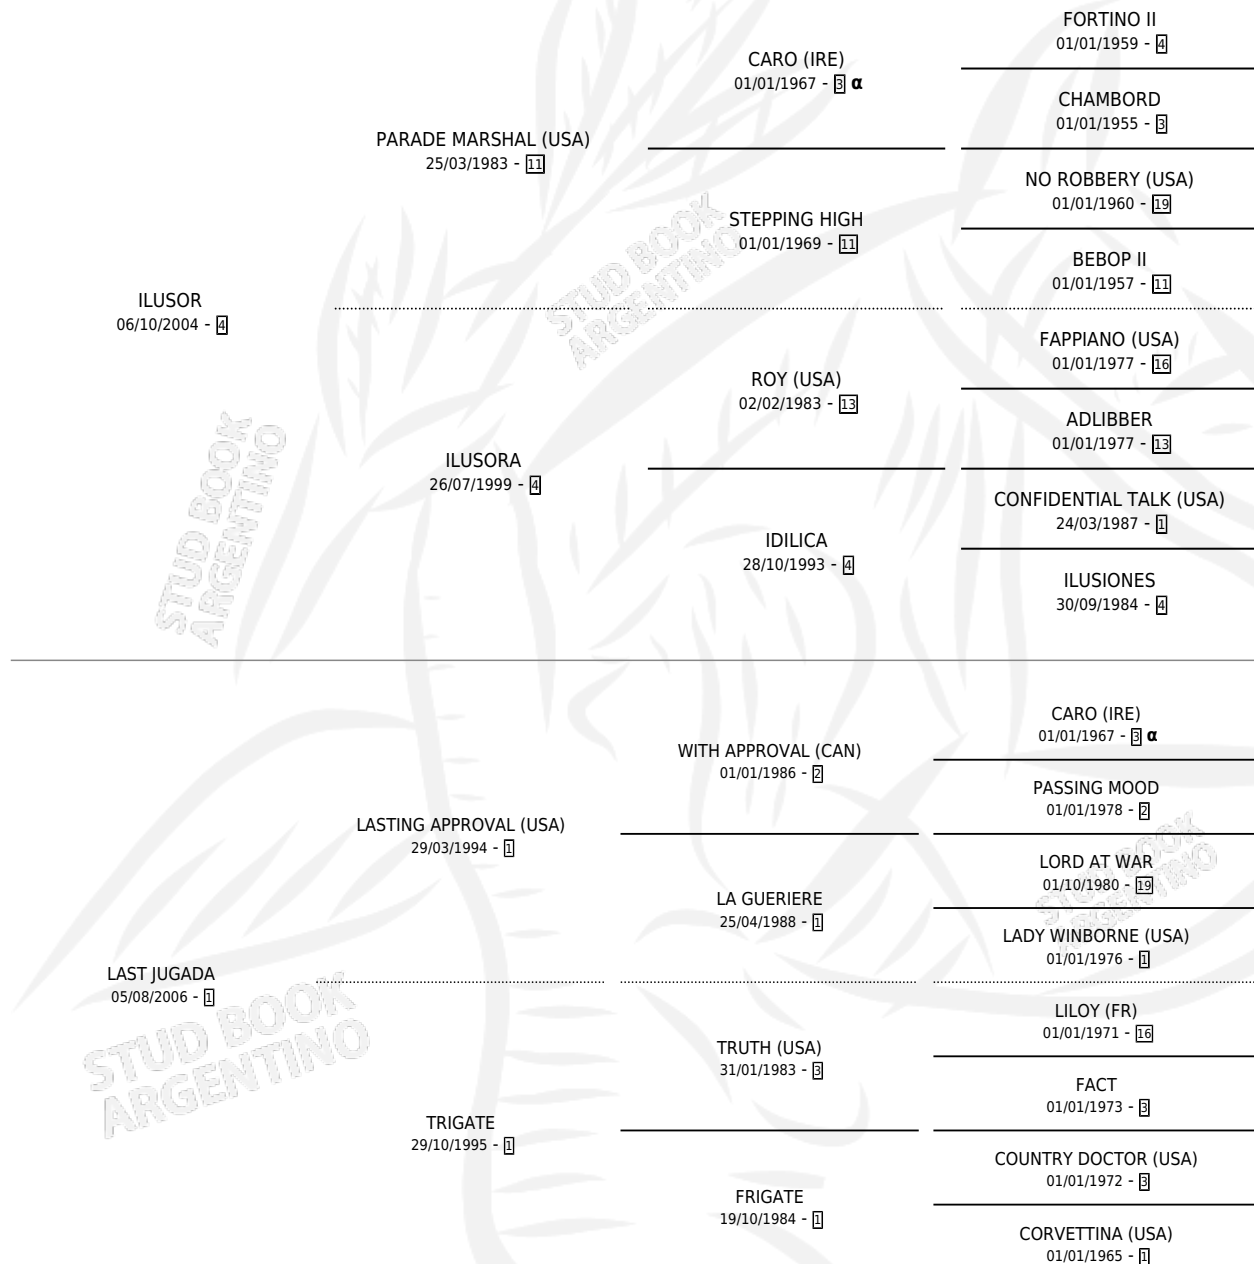 FORTINO II
01/01/1959 - 4
CARO (IRE)
01/01/1967 - 3 α
CHAMBORD
01/01/1955 - 3
PARADE MARSHAL (USA)
25/03/1983 - 11
NO ROBBERY (USA)
01/01/1960 - 19
STEPPING HIGH
01/01/1969 - 11
BEBOP II
01/01/1957 - 11
ILUSOR
06/10/2004 - 4
FAPPIANO (USA)
01/01/1977 - 16
ROY (USA)
02/02/1983 - 13
ADLIBBER
01/01/1977 - 13
ILUSORA
26/07/1999 - 4
CONFIDENTIAL TALK (USA)
24/03/1987 - 1
IDILICA
28/10/1993 - 4
ILUSIONES
30/09/1984 - 4
STUD BOOK
ARGENTINO
STUD BOOK
ARGENTINO
CARO (IRE)
01/01/1967 - 3 α
WITH APPROVAL (CAN)
01/01/1986 - 2
PASSING MOOD
01/01/1978 - 2
LASTING APPROVAL (USA)
29/03/1994 - 1
LORD AT WAR
01/10/1980 - 19
LA GUERIERE
25/04/1988 - 1
LADY WINBORNE (USA)
01/01/1976 - 1
LAST JUGADA
05/08/2006 - 1
LILOY (FR)
01/01/1971 - 16
TRUTH (USA)
31/01/1983 - 3
FACT
01/01/1973 - 3
TRIGATE
29/10/1995 - 1
COUNTRY DOCTOR (USA)
01/01/1972 - 3
FRIGATE
19/10/1984 - 1
CORVETTINA (USA)
01/01/1965 - 1
STUD BOOK
ARGENTINO
STUD BOOK
ARGENTINO